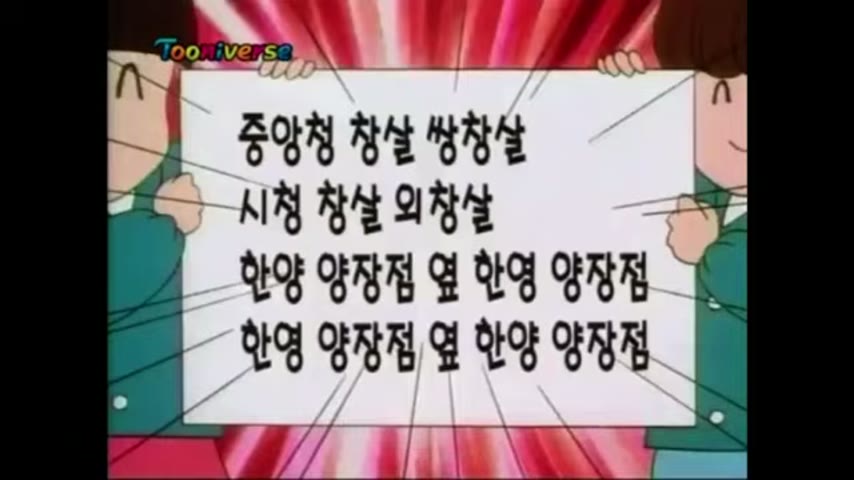 Tooniverse
중앙청 창살 쌍창살
시청 창살 외창살
한양 양장점 옆 한영 양장점
한영 양장점 옆 한양 양장점